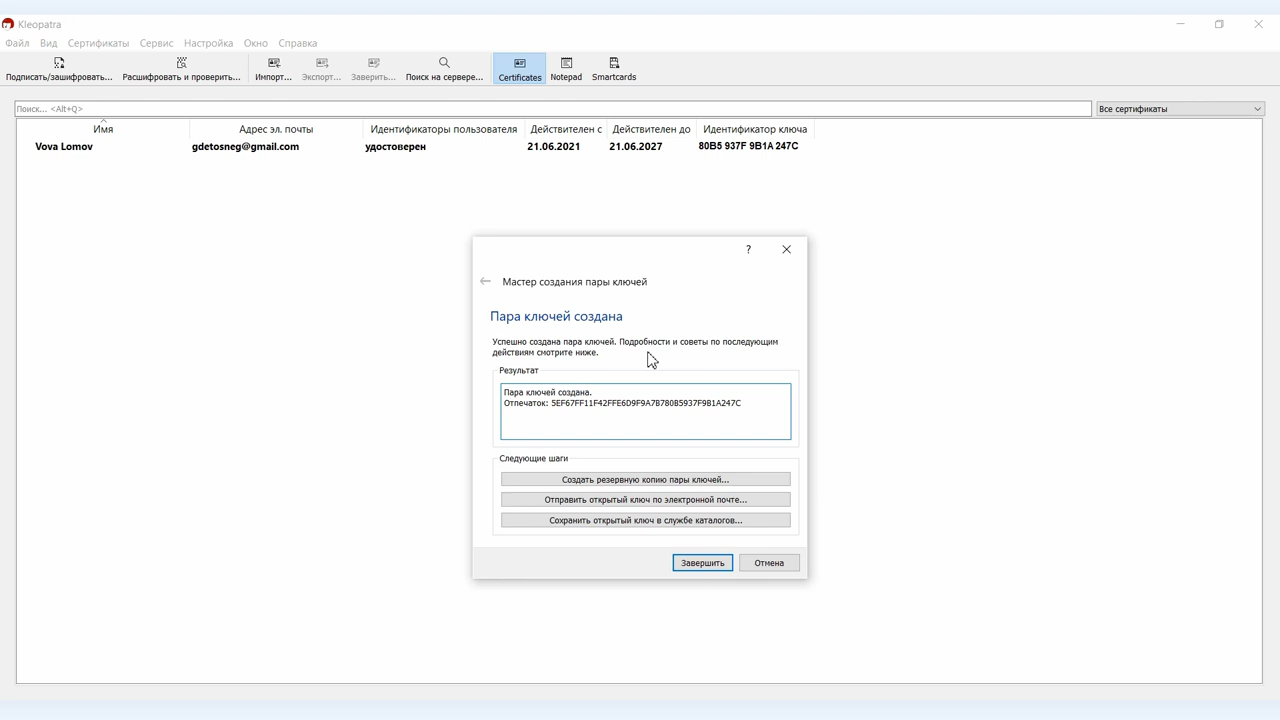 Kleopatra
Файл Вид Сертификаты Сервис Настройка Окно Справка
Подписать/зашифровать... Расшифровать и проверить... Импорт... Экспорт... Заверить... Поиск на сервере... Certificates Notepad Smartcards
Поиск... <Alt+Q> Все сертификаты
Имя Адрес эл. почты Идентификаторы пользователя Действителен с Действителен до Идентификатор ключа
Vova Lomov gdetosneg@gmail.com удостоверен 21.06.2021 21.06.2027 80B5 937F 9B1A 247C
?
Мастер создания пары ключей
Пара ключей создана
Успешно создана пара ключей. Подробности и советы по последующим
действиям смотрите ниже.
Результат
Пара ключей создана.
Отпечаток: 5EF67FF11F42FFE6D9F9A7B780B5937F9B1A247C
Следующие шаги
Создать резервную копию пары ключей...
Отправить открытый ключ по электронной почте...
Сохранить открытый ключ в службе каталогов...
Завершить Отмена